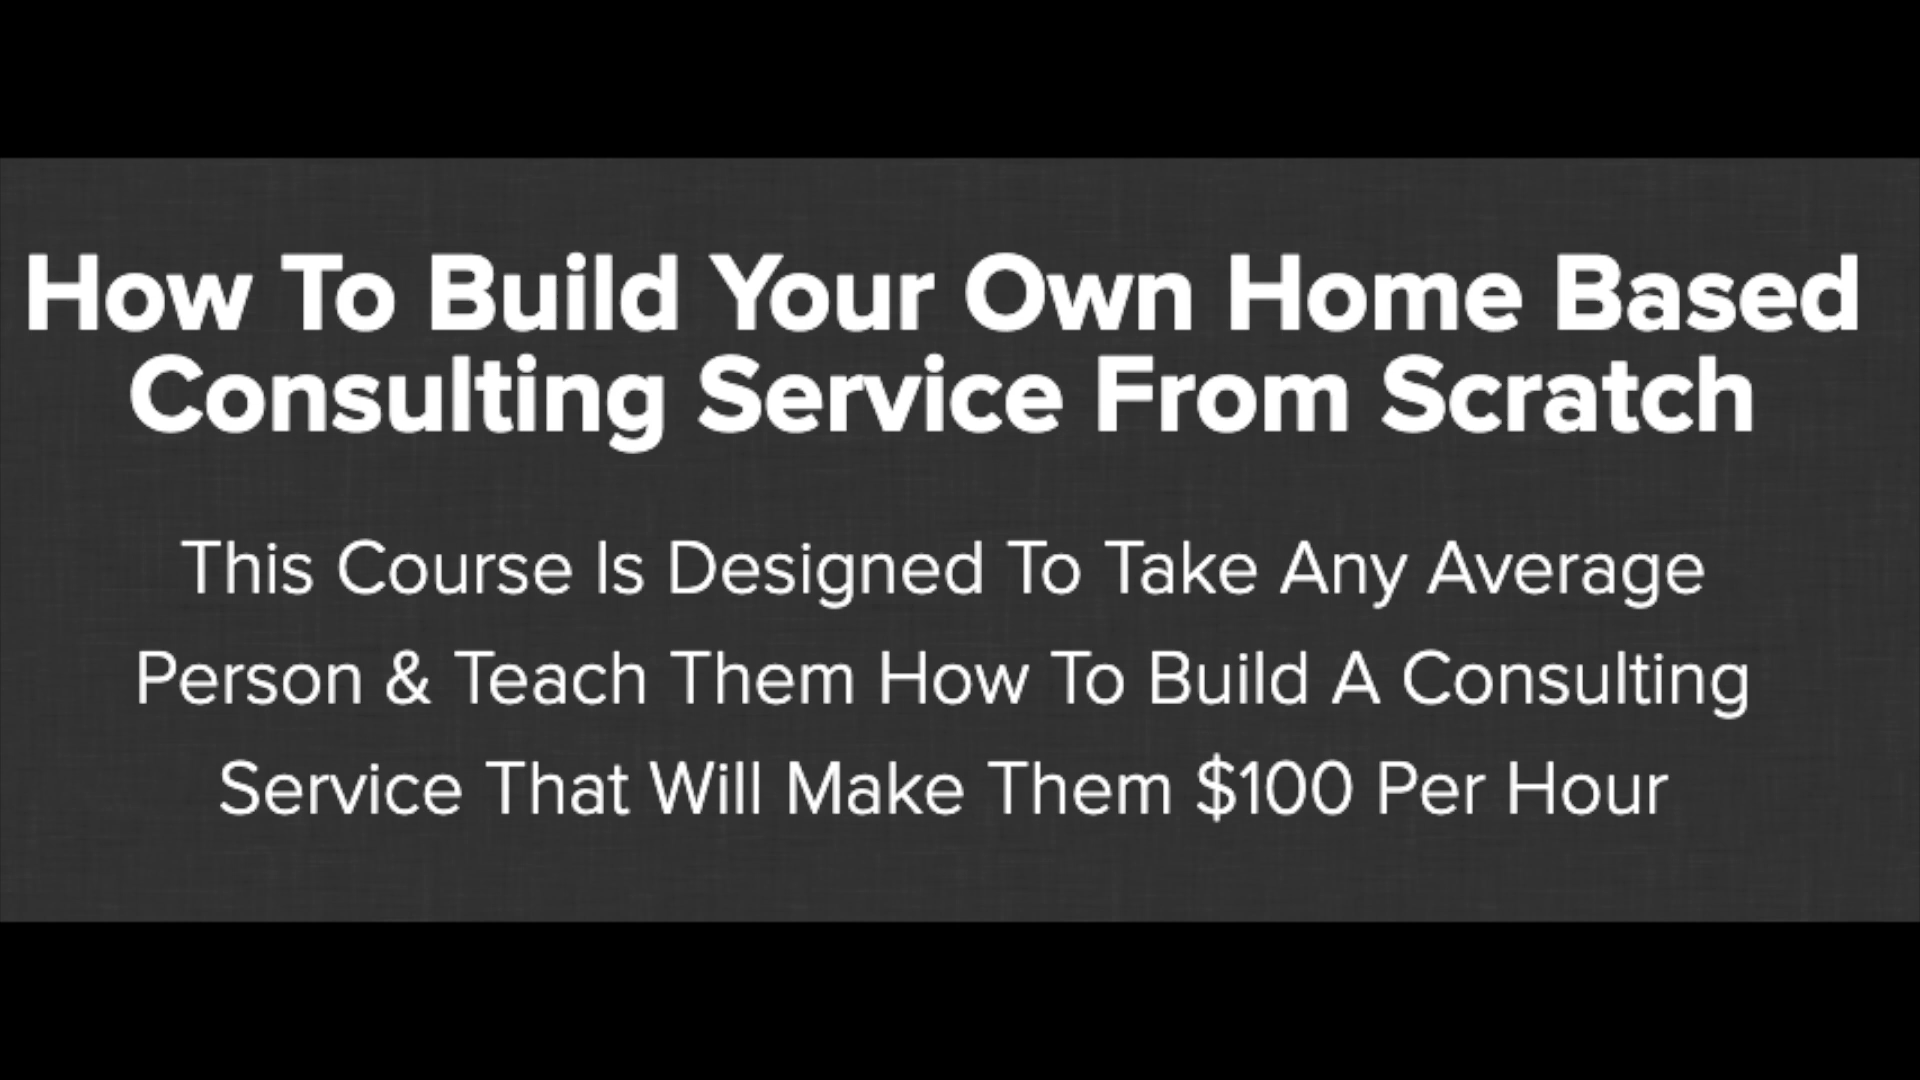 How To Build Your Own Home Based
Consulting Service From Scratch
This Course Is Designed To Take Any Average
Person & Teach Them How To Build A Consulting
Service That Will Make Them $100 Per Hour